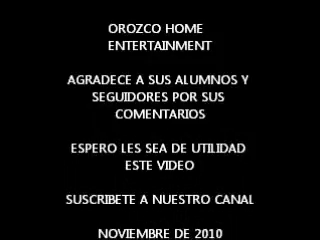 OROZCO HOME
ENTERTAINMENT
AGRADECE A SUS ALUMNOS Y
SEGUIDORES POR SUS
COMENTARIOS
ESPERO LES SEA DE UTILIDAD
ESTE VIDEO
SUSCRIBETE A NUESTRO CANAL
NOVIEMBRE DE 2010